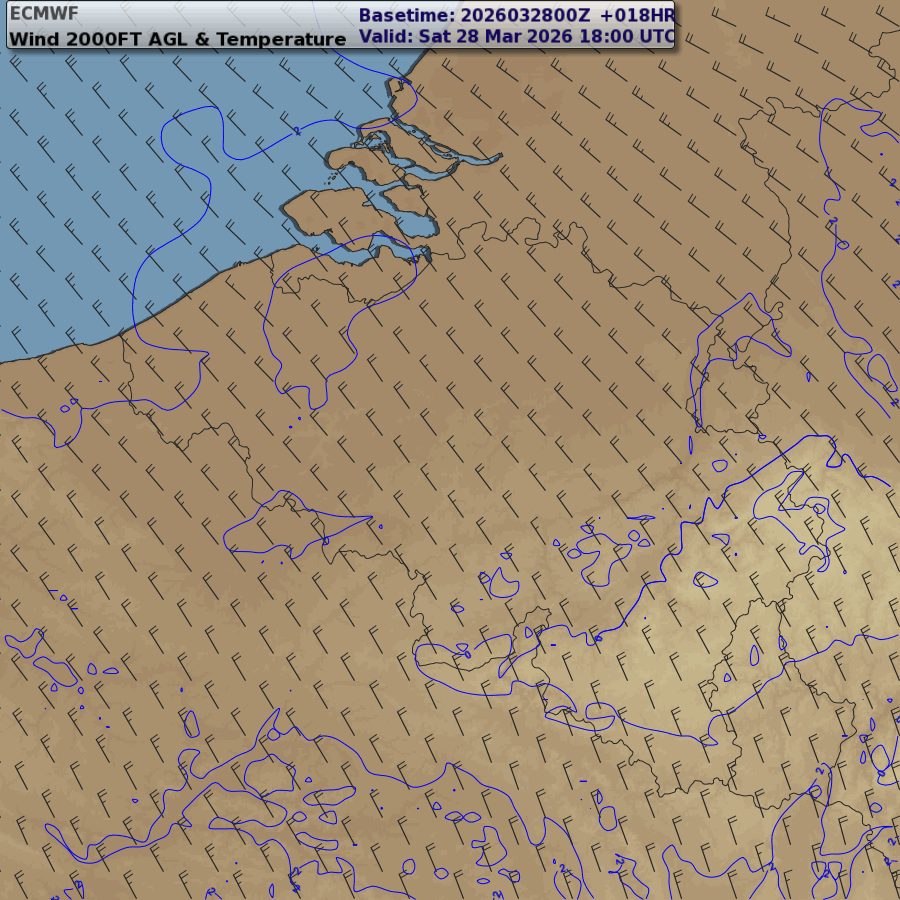 ECMWF
Basetime: 2026032800Z +018HR
Wind 2000FT AGL & Temperature
Valid: Sat 28 Mar 2026 18:00 UTC